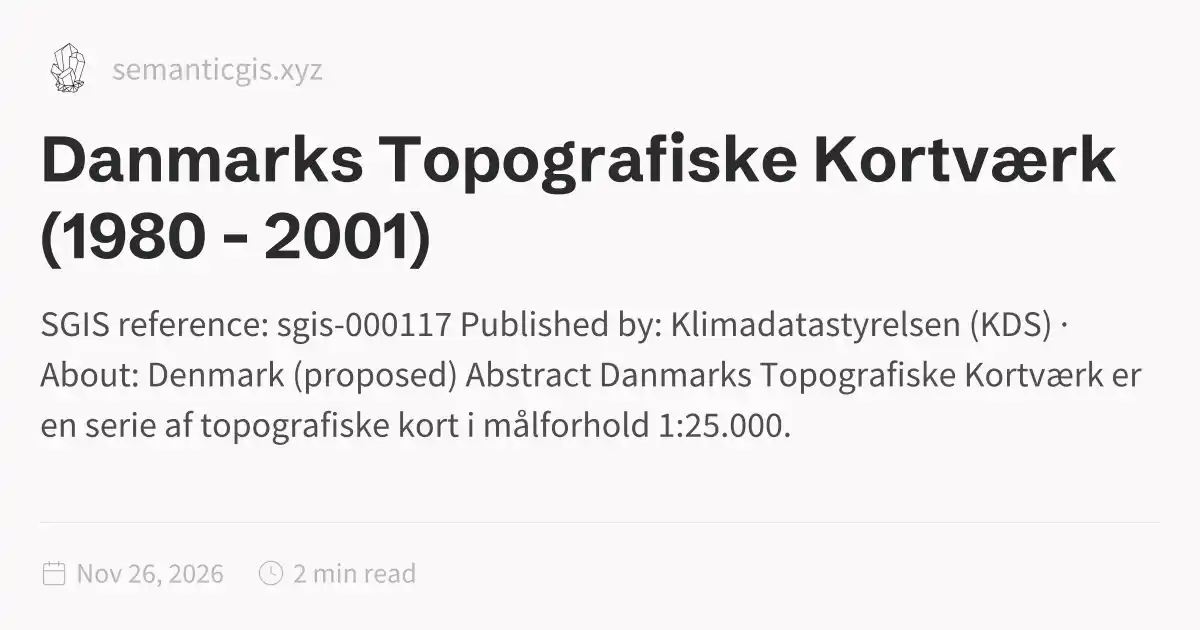 semanticgis.xyz
Danmarks Topografiske Kortværk
(1980 - 2001)
SGIS reference: sgis-000117 Published by: Klimadatastyrelsen (KDS) ·
About: Denmark (proposed) Abstract Danmarks Topografiske Kortværk er
en serie af topografiske kort i målforhold 1:25.000.
Nov 26, 2026 2 min read